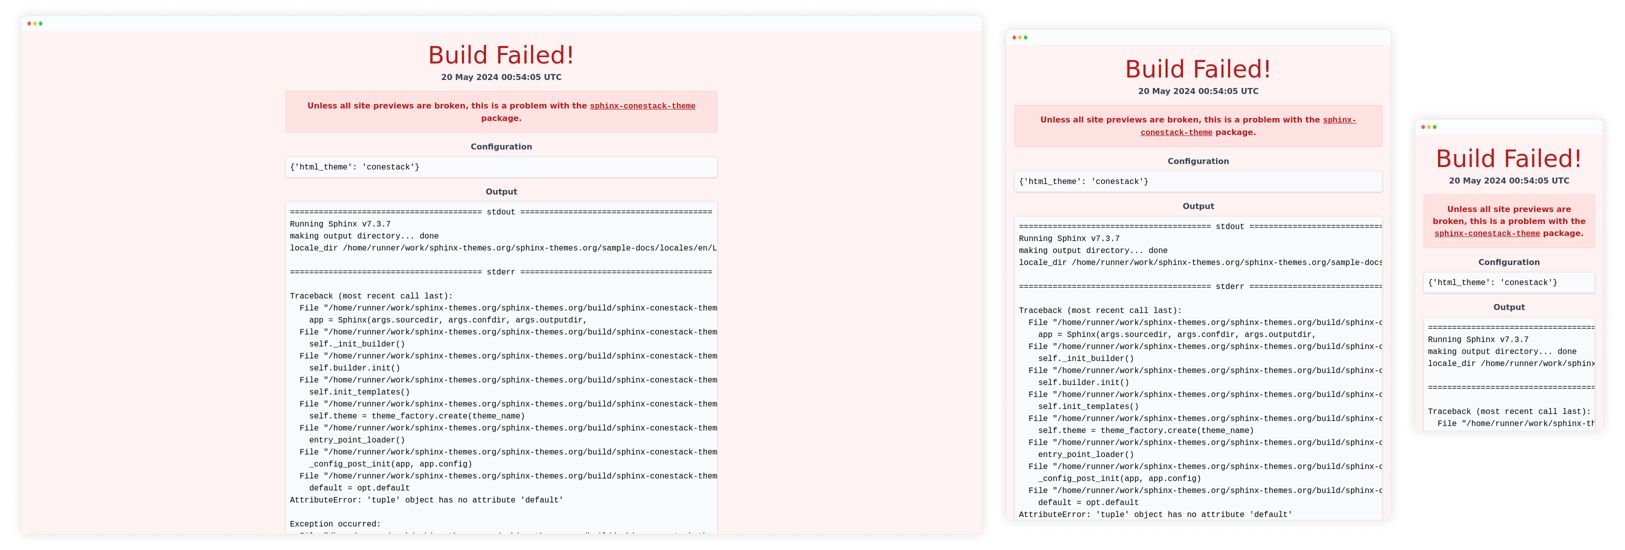 Build Failed!
20 May 2024 00:54:05 UTC
Unless all site previews are broken, this is a problem with the sphinx-conestack-theme
package.
Configuration
{'html_theme': 'conestack'}
Output
======================================== stdout ========================================
Running Sphinx v7.3.7
making output directory... done
locale_dir /home/runner/work/sphinx-themes.org/sphinx-themes.org/sample-docs/locales/en/L
======================================== stderr ========================================
Traceback (most recent call last):
  File "/home/runner/work/sphinx-themes.org/sphinx-themes.org/build/sphinx-conestack-them
    app = Sphinx(args.sourcedir, args.confdir, args.outputdir,
  File "/home/runner/work/sphinx-themes.org/sphinx-themes.org/build/sphinx-conestack-them
    self._init_builder()
  File "/home/runner/work/sphinx-themes.org/sphinx-themes.org/build/sphinx-conestack-them
    self.builder.init()
  File "/home/runner/work/sphinx-themes.org/sphinx-themes.org/build/sphinx-conestack-them
    self.init_templates()
  File "/home/runner/work/sphinx-themes.org/sphinx-themes.org/build/sphinx-conestack-them
    self.theme = theme_factory.create(theme_name)
  File "/home/runner/work/sphinx-themes.org/sphinx-themes.org/build/sphinx-conestack-them
    entry_point_loader()
  File "/home/runner/work/sphinx-themes.org/sphinx-themes.org/build/sphinx-conestack-them
    _config_post_init(app, app.config)
  File "/home/runner/work/sphinx-themes.org/sphinx-themes.org/build/sphinx-conestack-them
    default = opt.default
AttributeError: 'tuple' object has no attribute 'default'
Exception occurred:
Build Failed!
20 May 2024 00:54:05 UTC
Unless all site previews are broken, this is a problem with the sphinx-
conestack-theme package.
Configuration
{'html_theme': 'conestack'}
Output
======================================== stdout ==================================
Running Sphinx v7.3.7
making output directory... done
locale_dir /home/runner/work/sphinx-themes.org/sphinx-themes.org/sample-docs
======================================== stderr ==================================
Traceback (most recent call last):
  File "/home/runner/work/sphinx-themes.org/sphinx-themes.org/build/sphinx-c
    app = Sphinx(args.sourcedir, args.confdir, args.outputdir,
  File "/home/runner/work/sphinx-themes.org/sphinx-themes.org/build/sphinx-c
    self._init_builder()
  File "/home/runner/work/sphinx-themes.org/sphinx-themes.org/build/sphinx-c
    self.builder.init()
  File "/home/runner/work/sphinx-themes.org/sphinx-themes.org/build/sphinx-c
    self.init_templates()
  File "/home/runner/work/sphinx-themes.org/sphinx-themes.org/build/sphinx-c
    self.theme = theme_factory.create(theme_name)
  File "/home/runner/work/sphinx-themes.org/sphinx-themes.org/build/sphinx-c
    entry_point_loader()
  File "/home/runner/work/sphinx-themes.org/sphinx-themes.org/build/sphinx-c
    _config_post_init(app, app.config)
  File "/home/runner/work/sphinx-themes.org/sphinx-themes.org/build/sphinx-c
    default = opt.default
AttributeError: 'tuple' object has no attribute 'default'
Build Failed!
20 May 2024 00:54:05 UTC
Unless all site previews are
broken, this is a problem with the
sphinx-conestack-theme package.
Configuration
{'html_theme': 'conestack'}
Output
===================================
Running Sphinx v7.3.7
making output directory... done
locale_dir /home/runner/work/sphinx
===================================
Traceback (most recent call last):
  File "/home/runner/work/sphinx-th